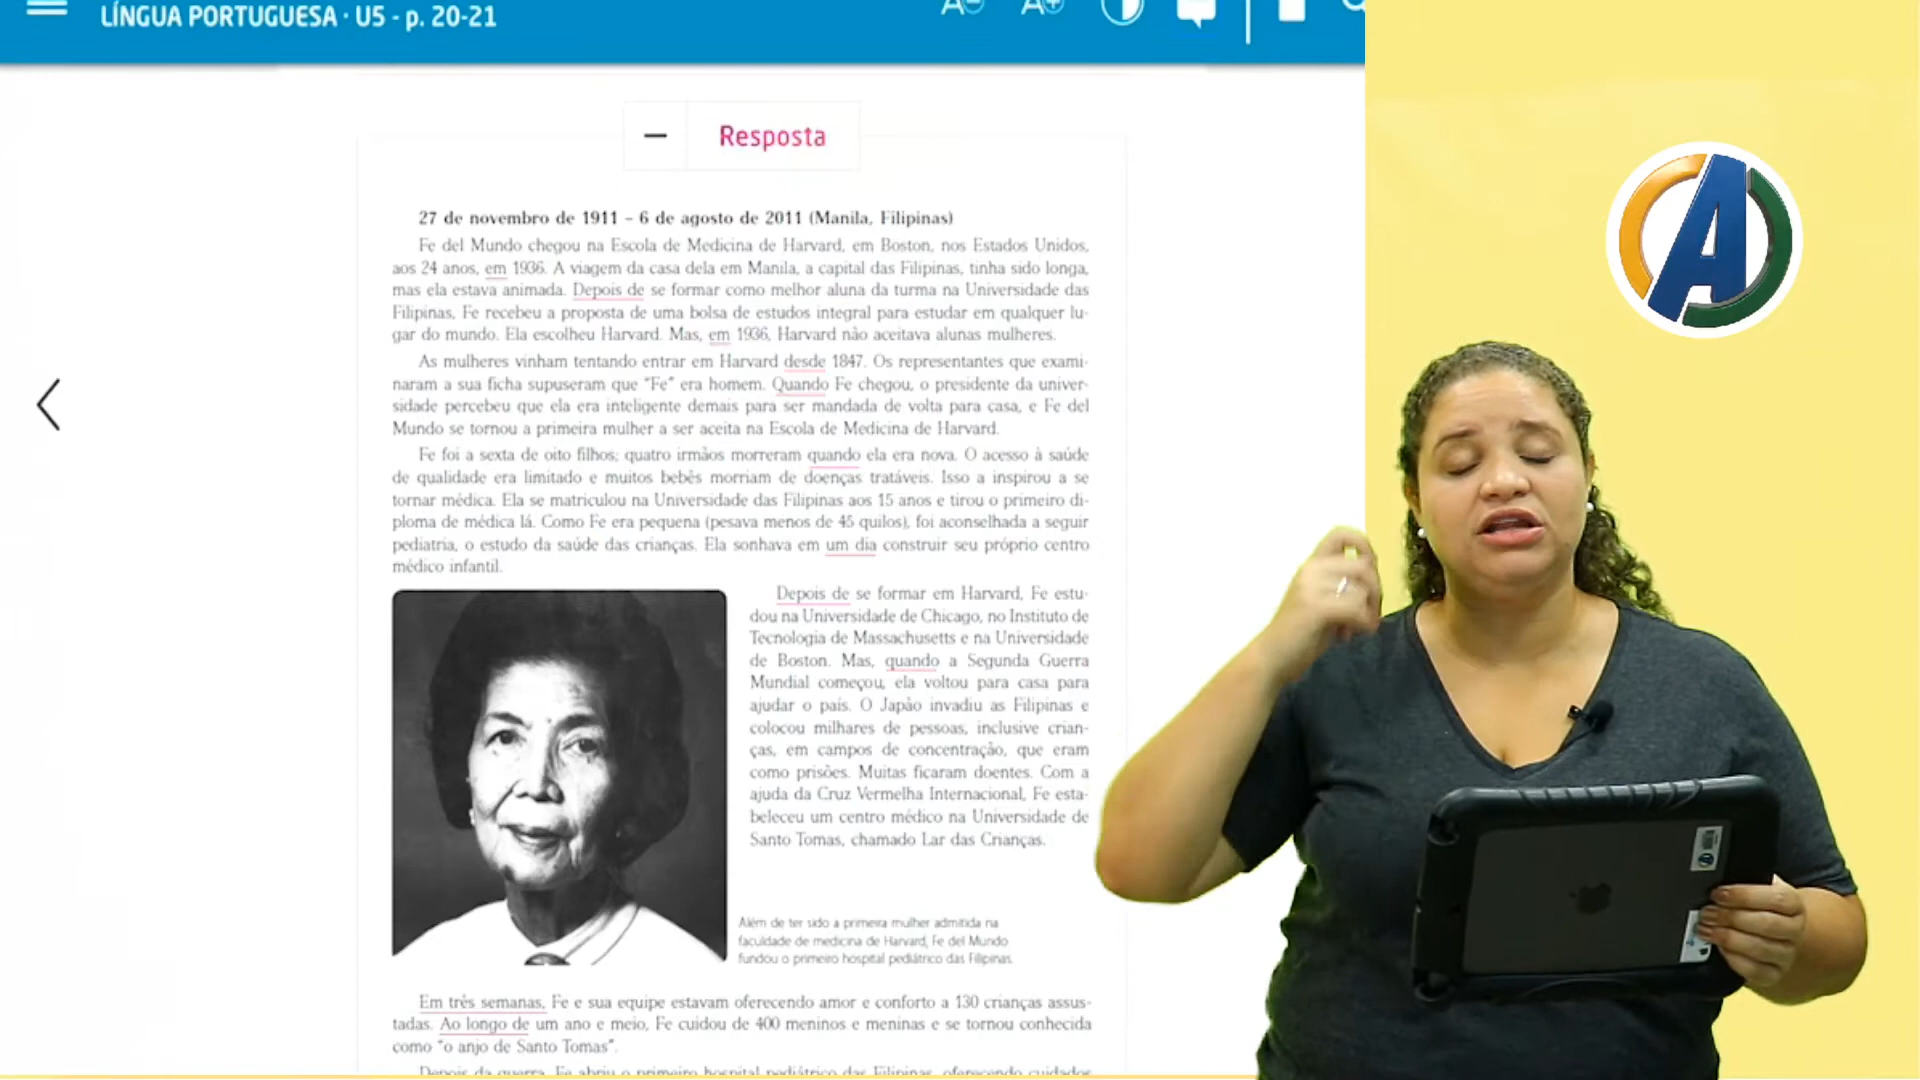 LÍNGUA PORTUGUESA · U5 - p. 20-21
Resposta
27 de novembro de 1911 – 6 de agosto de 2011 (Manila, Filipinas)
Fe del Mundo chegou na Escola de Medicina de Harvard, em Boston, nos Estados Unidos,
aos 24 anos, em 1936. A viagem da casa dela em Manila, a capital das Filipinas, tinha sido longa,
mas ela estava animada. Depois de se formar como melhor aluna da turma na Universidade das
Filipinas, Fe recebeu a proposta de uma bolsa de estudos integral para estudar em qualquer lu-
gar do mundo. Ela escolheu Harvard. Mas, em 1936, Harvard não aceitava alunas mulheres.
As mulheres vinham tentando entrar em Harvard desde 1847. Os representantes que exami-
naram a sua ficha supuseram que "Fe" era homem. Quando Fe chegou, o presidente da univer-
sidade percebeu que ela era inteligente demais para ser mandada de volta para casa, e Fe del
Mundo se tornou a primeira mulher a ser aceita na Escola de Medicina de Harvard.
Fe foi a sexta de oito filhos; quatro irmãos morreram quando ela era nova. O acesso à saúde
de qualidade era limitado e muitos bebês morriam de doenças tratáveis. Isso a inspirou a se
tornar médica. Ela se matriculou na Universidade das Filipinas aos 15 anos e tirou o primeiro di-
ploma de médica lá. Como Fe era pequena (pesava menos de 45 quilos), foi aconselhada a seguir
pediatria, o estudo da saúde das crianças. Ela sonhava em um dia construir seu próprio centro
médico infantil.
Depois de se formar em Harvard, Fe estu-
dou na Universidade de Chicago, no Instituto de
Tecnologia de Massachusetts e na Universidade
de Boston. Mas, quando a Segunda Guerra
Mundial começou, ela voltou para casa para
ajudar o país. O Japão invadiu as Filipinas e
colocou milhares de pessoas, inclusive crian-
ças, em campos de concentração, que eram
como prisões. Muitas ficaram doentes. Com a
ajuda da Cruz Vermelha Internacional, Fe esta-
beleceu um centro médico na Universidade de
Santo Tomas, chamado Lar das Crianças.
Além de ter sido a primeira mulher admitida na
faculdade de medicina de Harvard, Fe del Mundo
fundou o primeiro hospital pediátrico das Filipinas.
Em três semanas, Fe e sua equipe estavam oferecendo amor e conforto a 130 crianças assus-
tadas. Ao longo de um ano e meio, Fe cuidou de 400 meninos e meninas e se tornou conhecida
como "o anjo de Santo Tomas".
Depois da guerra, Fe abriu o primeiro hospital pediátrico das Filipinas, oferecendo cuidados